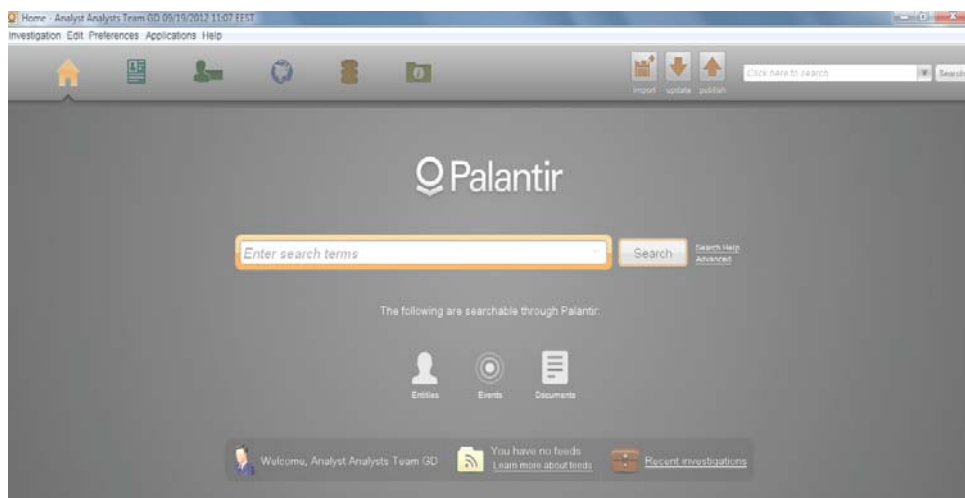 Home - Analyst Analysts Team GD 09/19/2012 11:07 EEST
Investigation Edit Preferences Applications Help
import update publish
Click here to search
Search
Palantir
Enter search terms
Search
Search Help
Advanced
The following are searchable through Palantir:
Entities Events Documents
Welcome, Analyst Analysts Team GD
You have no feeds
Learn more about feeds
Recent investigations